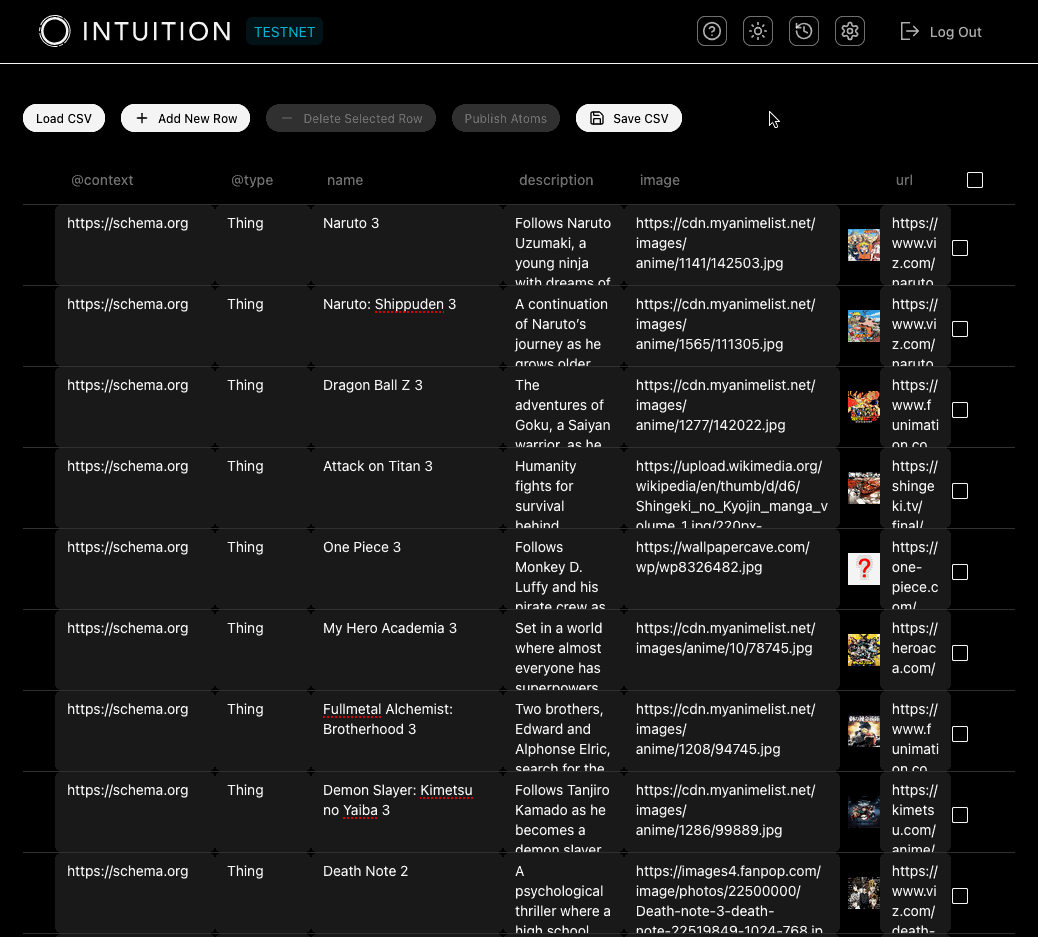 INTUITION TESTNET Log Out
Load CSV Add New Row Delete Selected Row Publish Atoms Save CSV
@context @type name description image url
https://schema.org Thing Naruto 3
Follows Naruto
Uzumaki, a
young ninja
with dreams of
https://cdn.myanimelist.net/
images/
anime/1141/142503.jpg
https://
www.vi
z.com/
naruto
https://schema.org Thing Naruto: Shippuden 3
A continuation
of Naruto's
journey as he
grows older
https://cdn.myanimelist.net/
images/
anime/1565/111305.jpg
https://
www.vi
z.com/
naruto
https://schema.org Thing Dragon Ball Z 3
The
adventures of
Goku, a Saiyan
warrior, as he
https://cdn.myanimelist.net/
images/
anime/1277/142022.jpg
https://
www.f
unimati
on.co
https://schema.org Thing Attack on Titan 3
Humanity
fights for
survival
behind
https://upload.wikimedia.org/
wikipedia/en/thumb/d/d6/
Shingeki_no_Kyojin_manga_v
olume_1.jpg/220px-
https://
shinge
ki.tv/
final/
https://schema.org Thing One Piece 3
Follows
Monkey D.
Luffy and his
pirate crew as
https://wallpapercave.com/
wp/wp8326482.jpg
?
https://
one-
piece.c
om/
https://schema.org Thing My Hero Academia 3
Set in a world
where almost
everyone has
superpowers
https://cdn.myanimelist.net/
images/anime/10/78745.jpg
https://
heroac
a.com/
https://schema.org Thing Fullmetal Alchemist:
Brotherhood 3
Two brothers,
Edward and
Alphonse Elric,
search for the
https://cdn.myanimelist.net/
images/
anime/1208/94745.jpg
https://
www.f
unimati
on.co
https://schema.org Thing Demon Slayer: Kimetsu
no Yaiba 3
Follows Tanjiro
Kamado as he
becomes a
demon slayer
https://cdn.myanimelist.net/
images/
anime/1286/99889.jpg
https://
kimets
u.com/
anime/
https://schema.org Thing Death Note 2
A
psychological
thriller where a
high school
https://images4.fanpop.com/
image/photos/22500000/
Death-note-3-death-
note-22519849-1024-768.jp
https://
www.vi
z.com/
death-